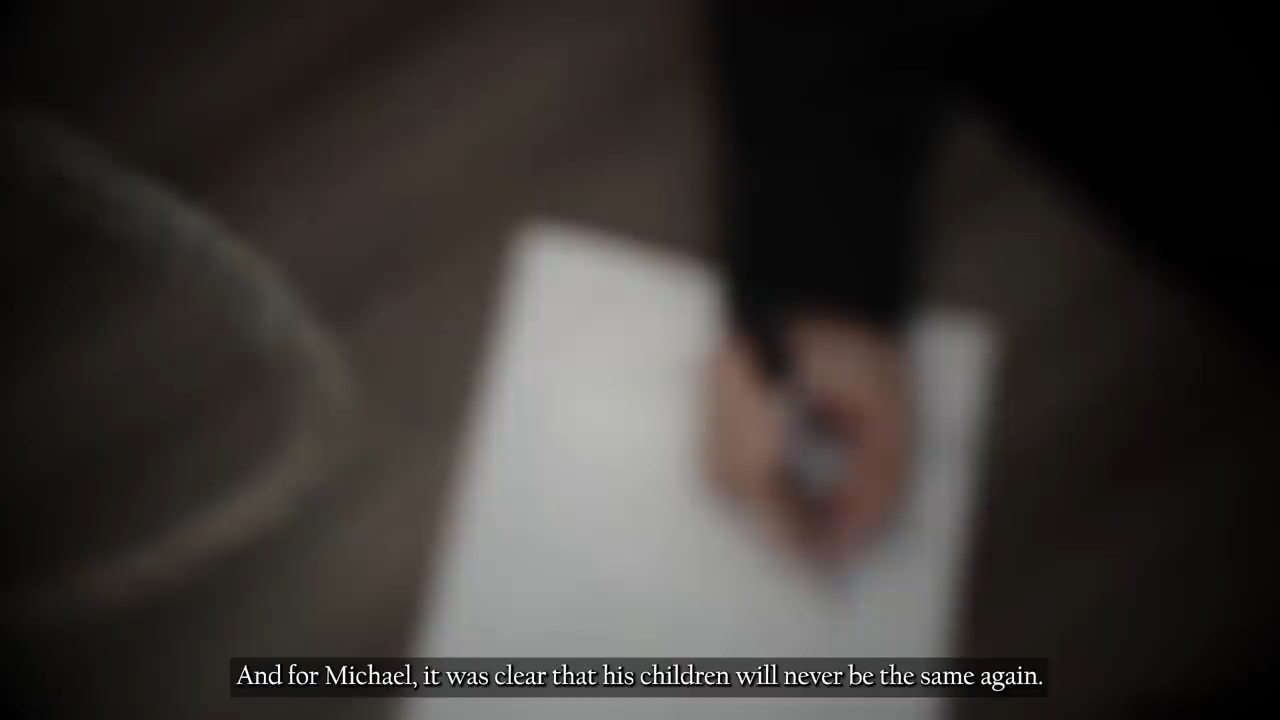 And for Michael, it was clear that his children will never be the same again.